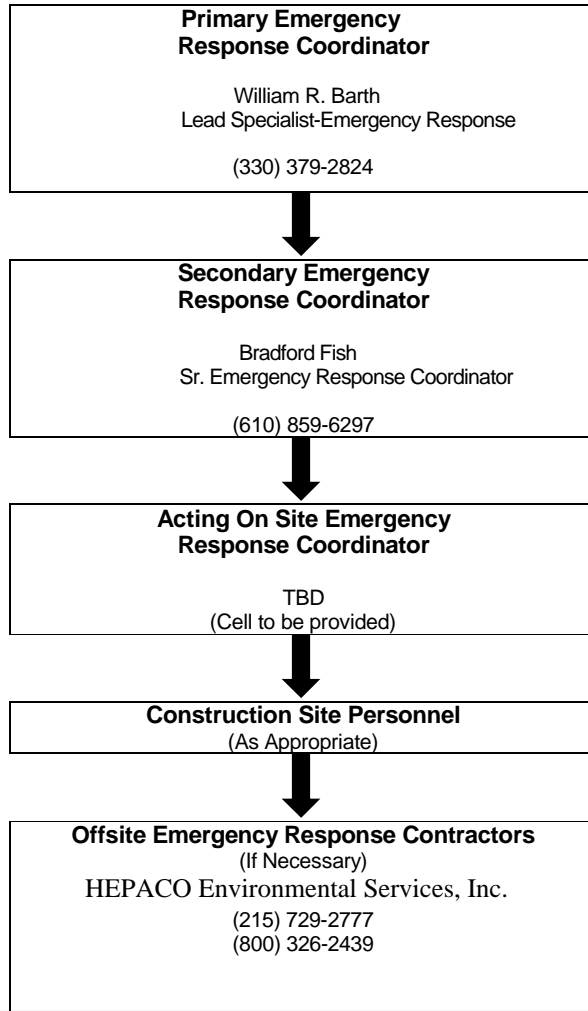 Primary Emergency
Response Coordinator
William R. Barth
Lead Specialist-Emergency Response
(330) 379-2824
Secondary Emergency
Response Coordinator
Bradford Fish
Sr. Emergency Response Coordinator
(610) 859-6297
Acting On Site Emergency
Response Coordinator
TBD
(Cell to be provided)
Construction Site Personnel
(As Appropriate)
Offsite Emergency Response Contractors
(If Necessary)
HEPACO Environmental Services, Inc.
(215) 729-2777
(800) 326-2439